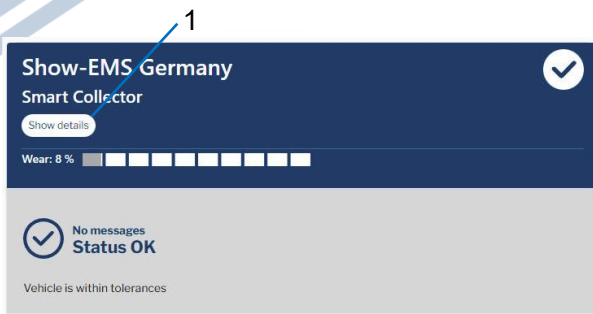 1
Show-EMS Germany
Smart Collector
Show details
Wear: 8 %
No messages
Status OK
Vehicle is within tolerances